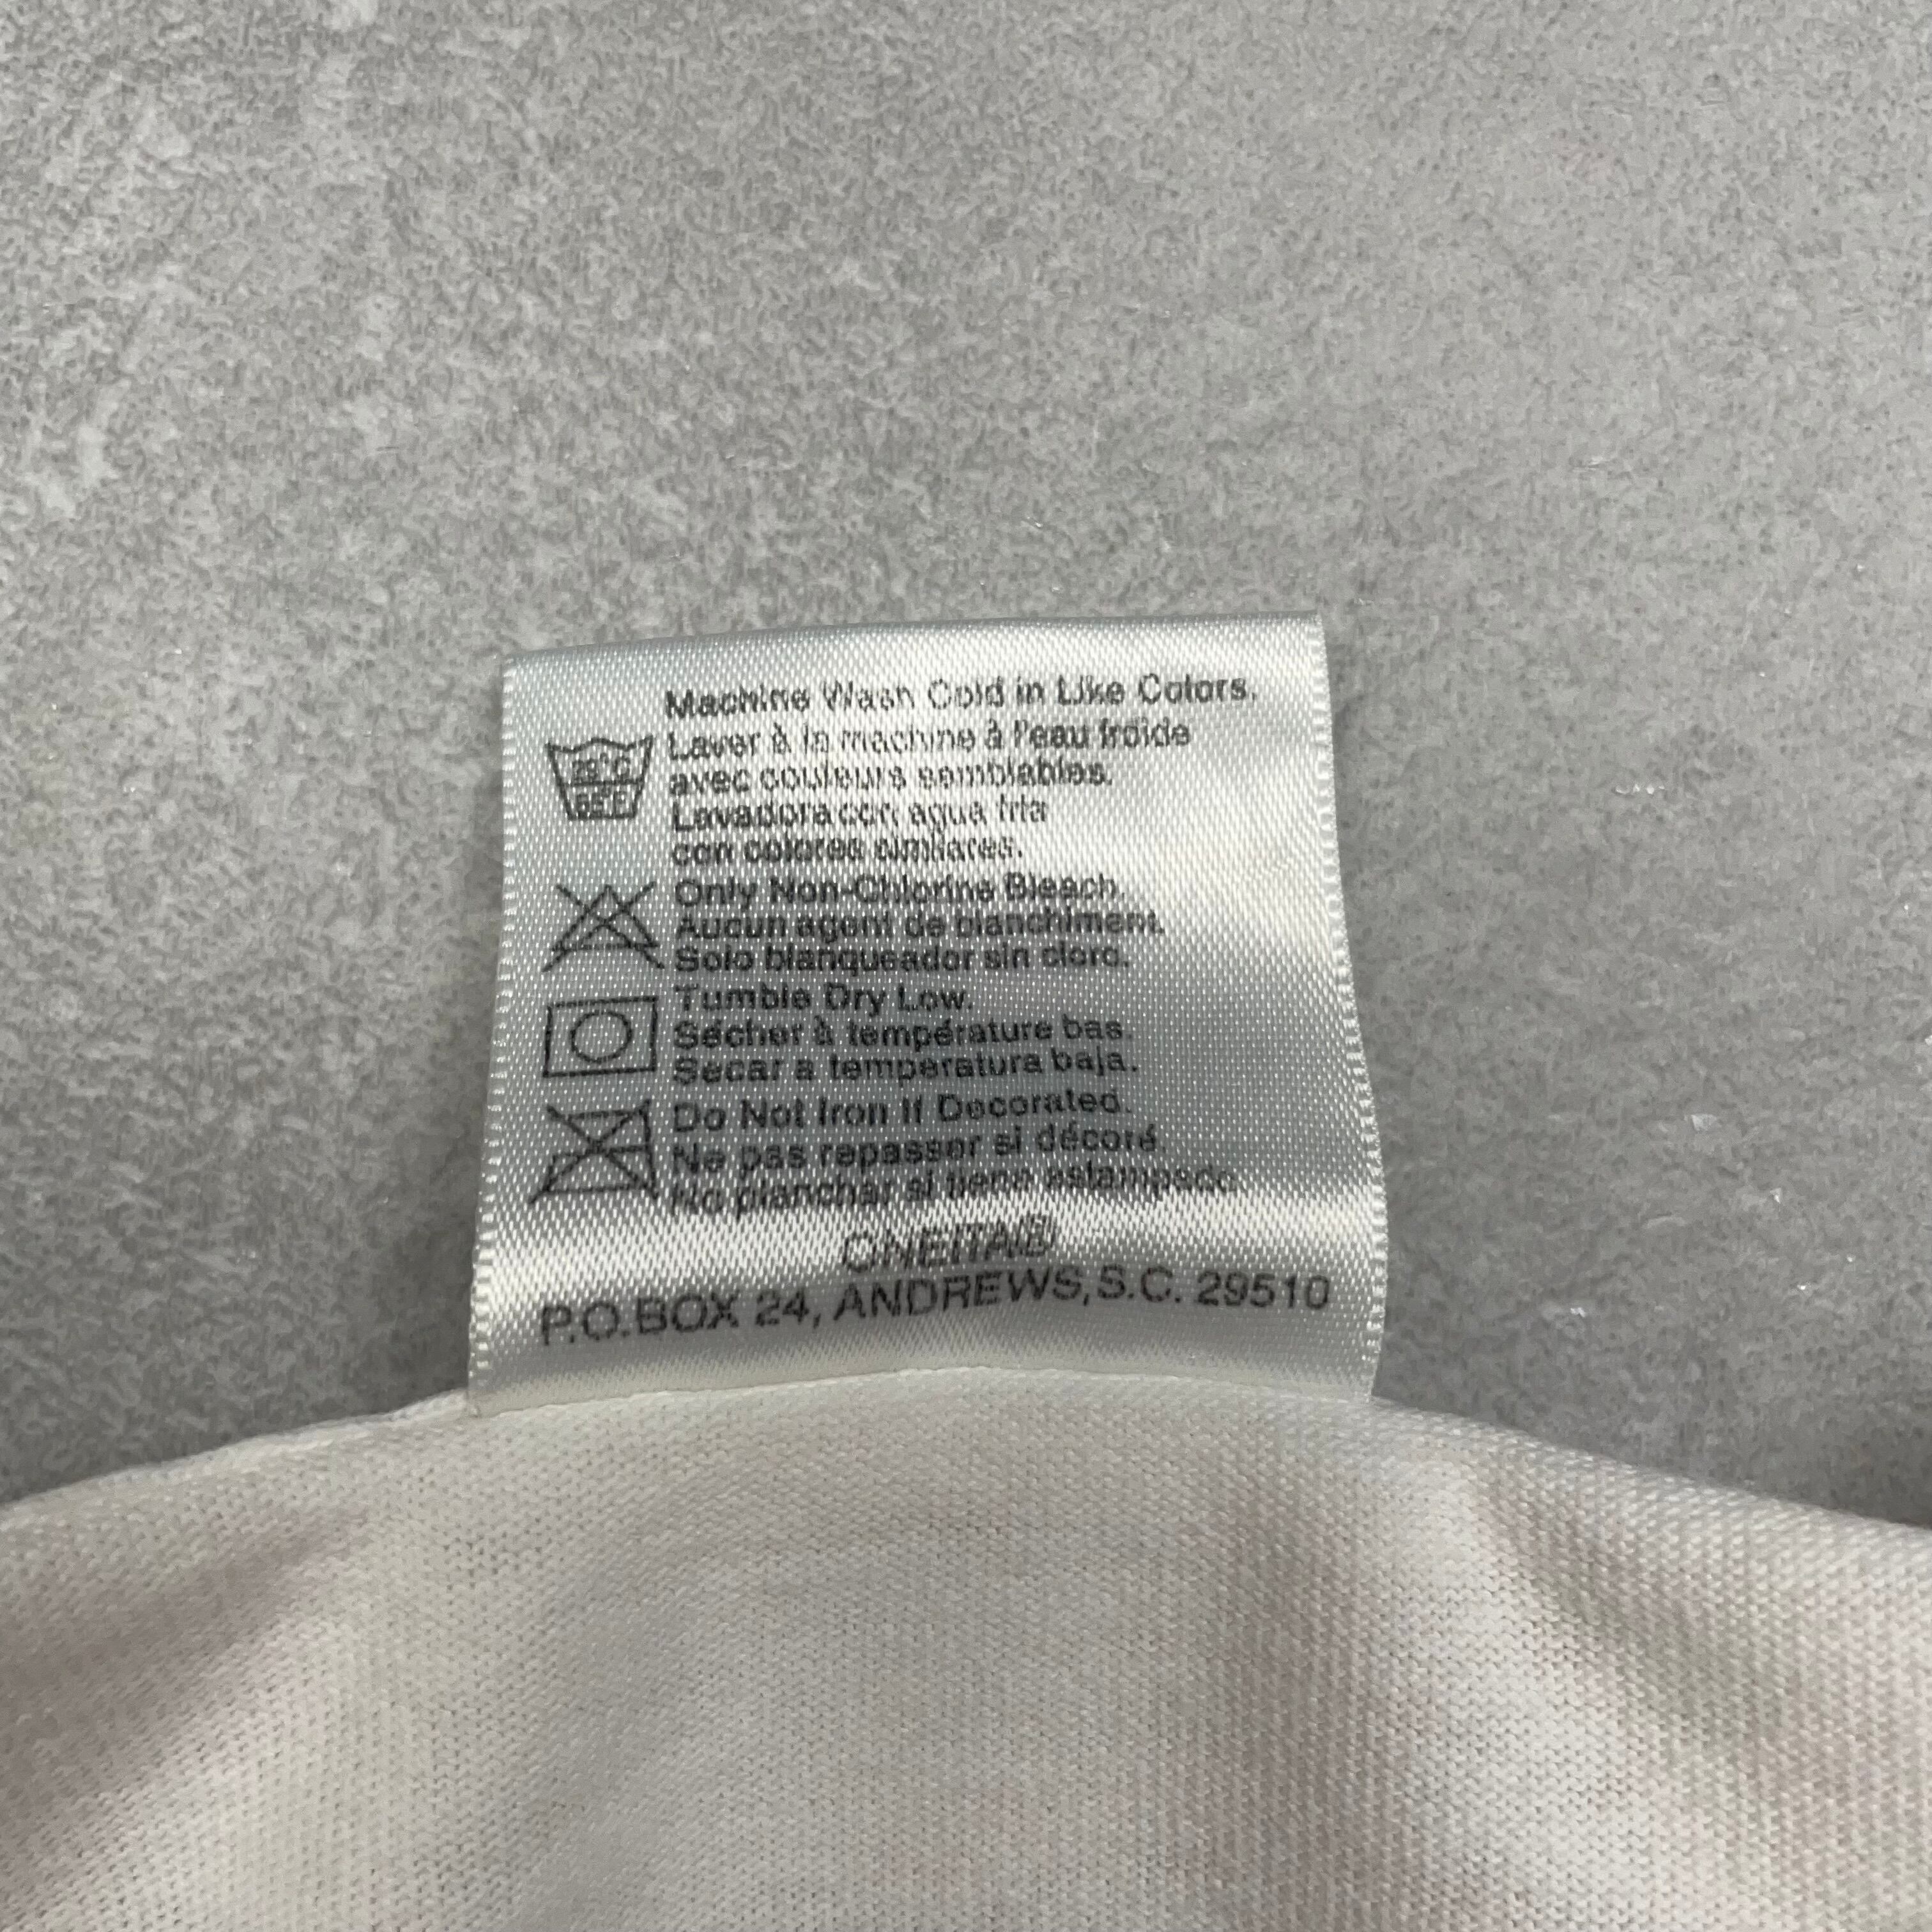 Machine Wash Cold in Like Colors.
Laver à la machine à l'eau froide
avec couleurs semblables.
Lavadora con agua fria
con colores similares.
Only Non-Chlorine Bleach.
Aucun agent de blanchiment.
Solo blanqueador sin cloro.
Tumble Dry Low.
Sécher à température bas.
Secar a temperatura baja.
Do Not Iron If Decorated.
Ne pas repasser si décoré.
No planchar si tiene estampado
ONEITA®
P.O.BOX 24, ANDREWS,S.C. 29510